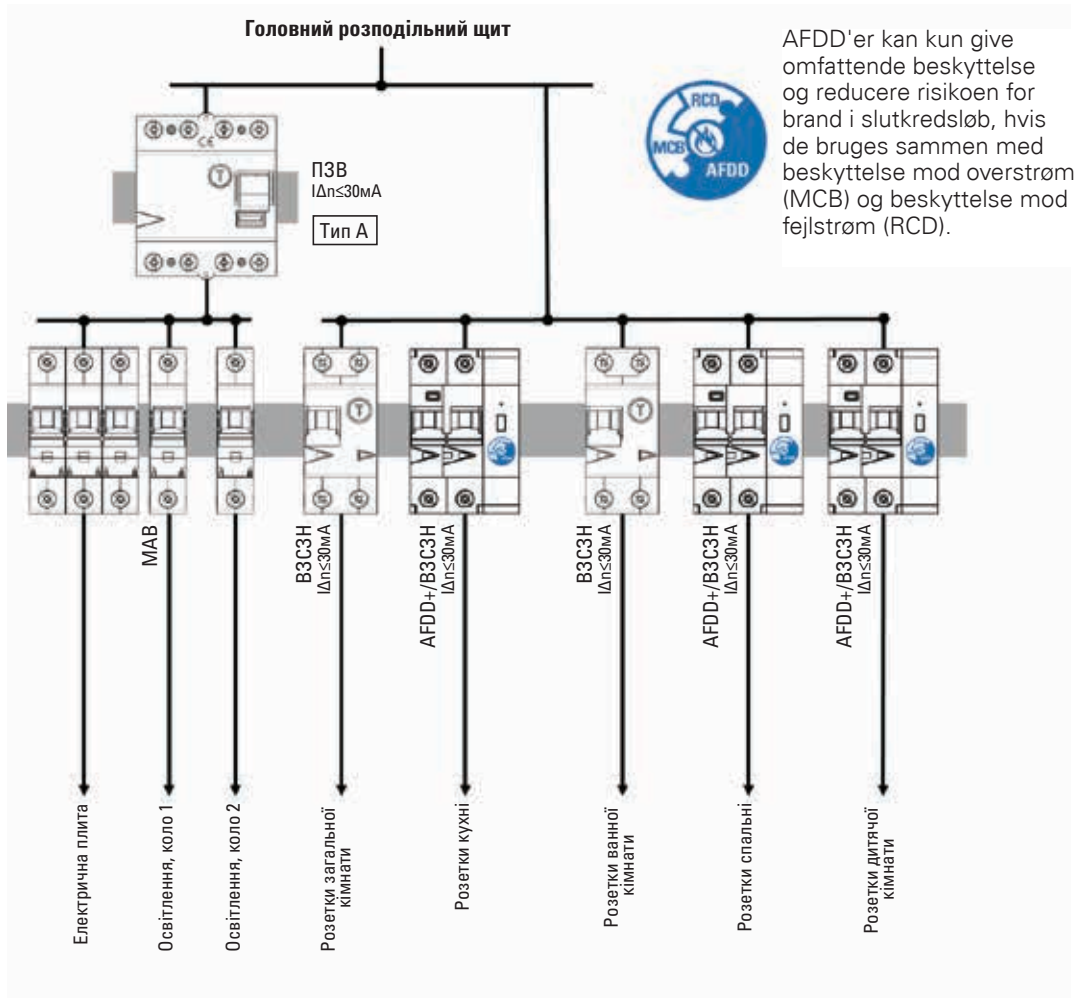 Головний розподільний щит
AFDD'er kan kun give
omfattende beskyttelse
og reducere risikoen for
brand i slutkredsløb, hvis
de bruges sammen med
beskyttelse mod overstrøm
(MCB) og beskyttelse mod
fejlstrøm (RCD).
RCD
MCB
AFDD
CE
T
ПЗВ
IΔn≤30мА
Тип А
T
T
МАВ
ВЗСЗН
IΔn≤30мА
AFDD+/ВЗСЗН
IΔn≤30мА
ВЗСЗН
IΔn≤30мА
AFDD+/ВЗСЗН
IΔn≤30мА
AFDD+/ВЗСЗН
IΔn≤30мА
Електрична плита
Освітлення, коло 1
Освітлення, коло 2
Розетки загальної
кімнати
Розетки кухні
Розетки ванної
кімнати
Розетки спальні
Розетки дитячої
кімнати